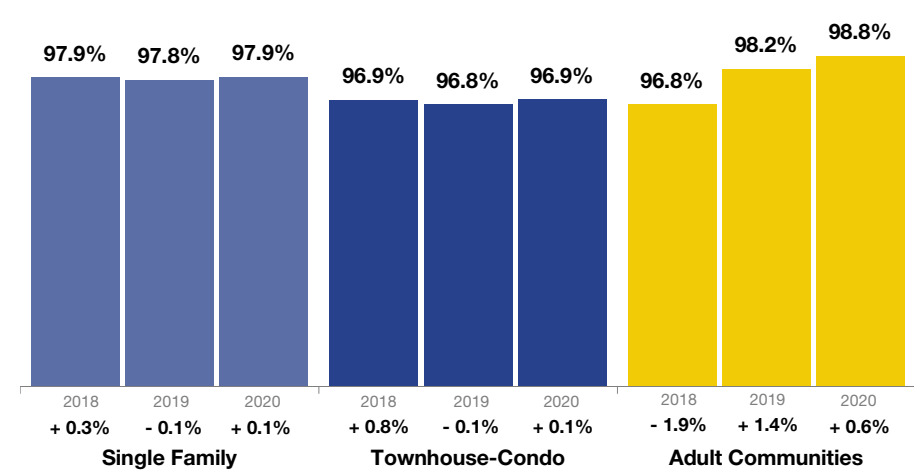 97.9% 97.8% 97.9% 96.9% 96.8% 96.9% 96.8% 98.2% 98.8%
2018 2019 2020 2018 2019 2020 2018 2019 2020
+ 0.3% - 0.1% + 0.1% + 0.8% - 0.1% + 0.1% - 1.9% + 1.4% + 0.6%
Single Family Townhouse-Condo Adult Communities